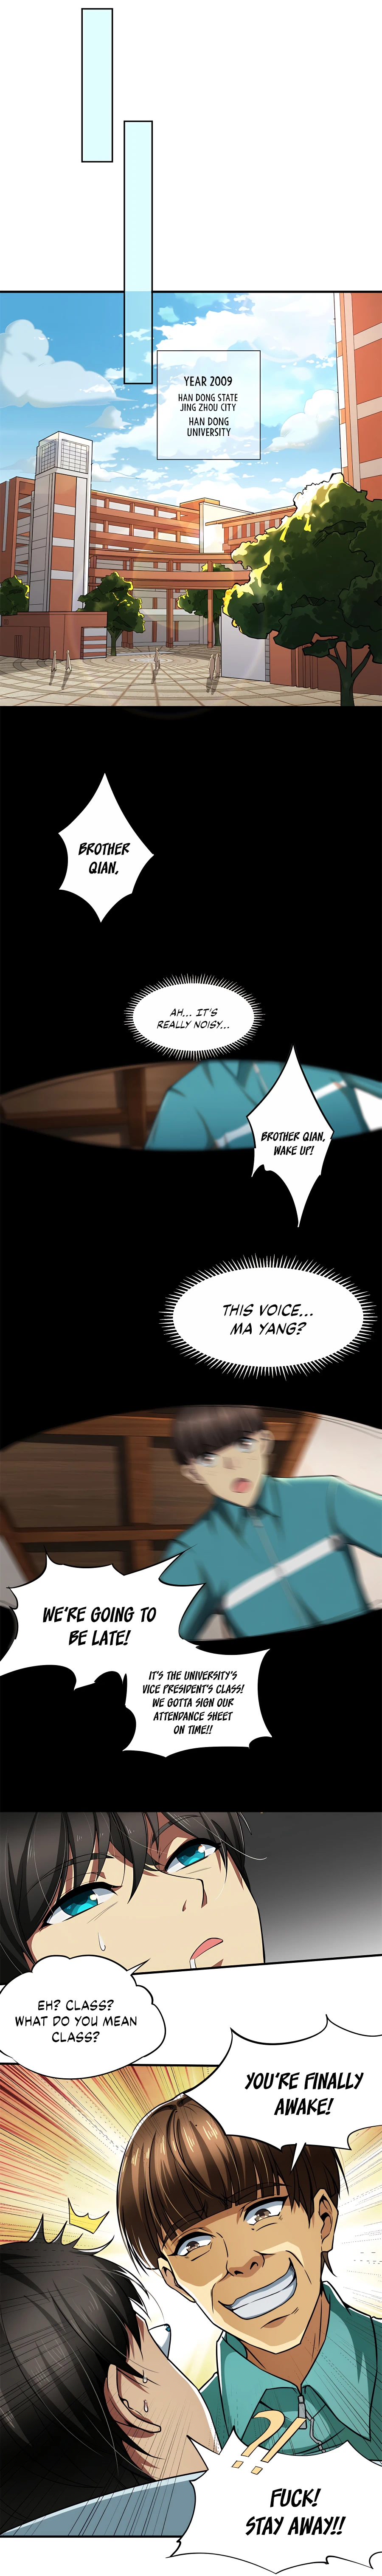 YEAR 2009
HAN DONG STATE
JING ZHOU CITY
HAN DONG
UNIVERSITY
BROTHER
QIAN,
AH... IT'S
REALLY NOISY...
BROTHER QIAN,
WAKE UP!
THIS VOICE...
MA YANG?
WE'RE GOING TO
BE LATE!
IT'S THE UNIVERSITY'S
VICE PRESIDENT'S CLASS!
WE GOTTA SIGN OUR
ATTENDANCE SHEET
ON TIME!!
EH? CLASS?
WHAT DO YOU MEAN
CLASS?
YOU'RE FINALLY
AWAKE!
???
FUCK!
STAY AWAY!!